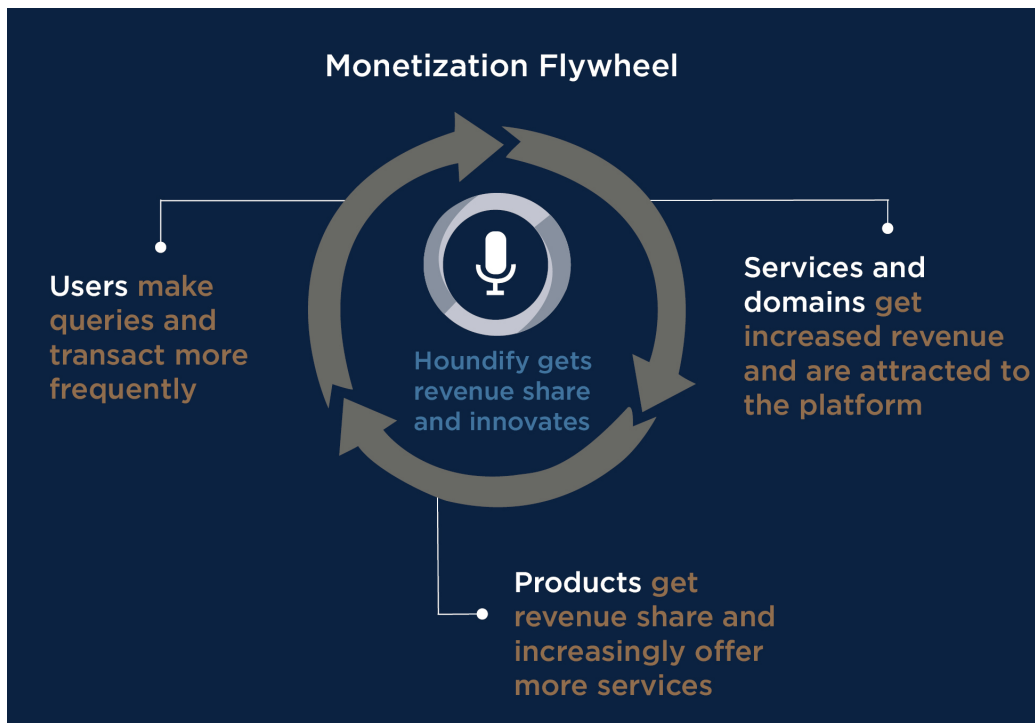 Monetization Flywheel
Users make
queries and
transact more
frequently
Houndify gets
revenue share
and innovates
Services and
domains get
increased revenue
and are attracted to
the platform
Products get
revenue share and
increasingly offer
more services